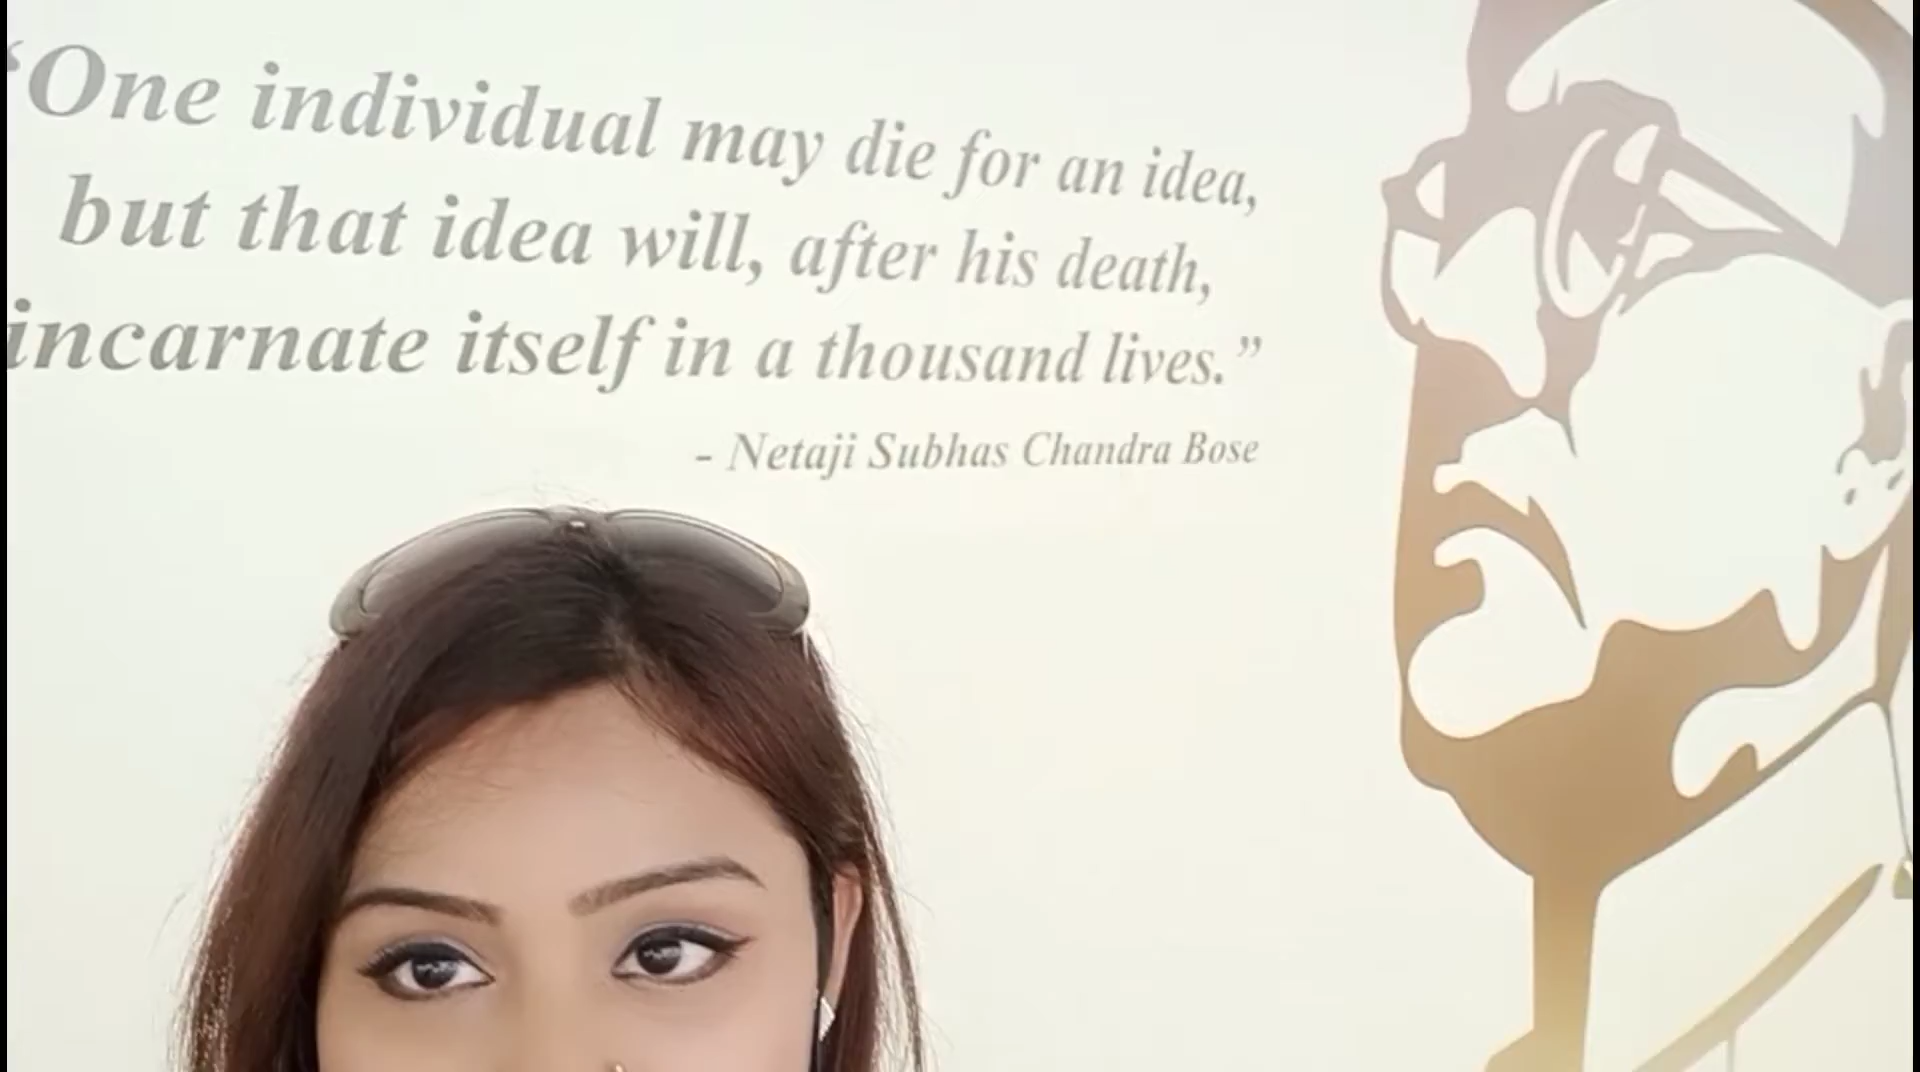 “One individual may die for an idea,
but that idea will, after his death,
incarnate itself in a thousand lives.”
- Netaji Subhas Chandra Bose